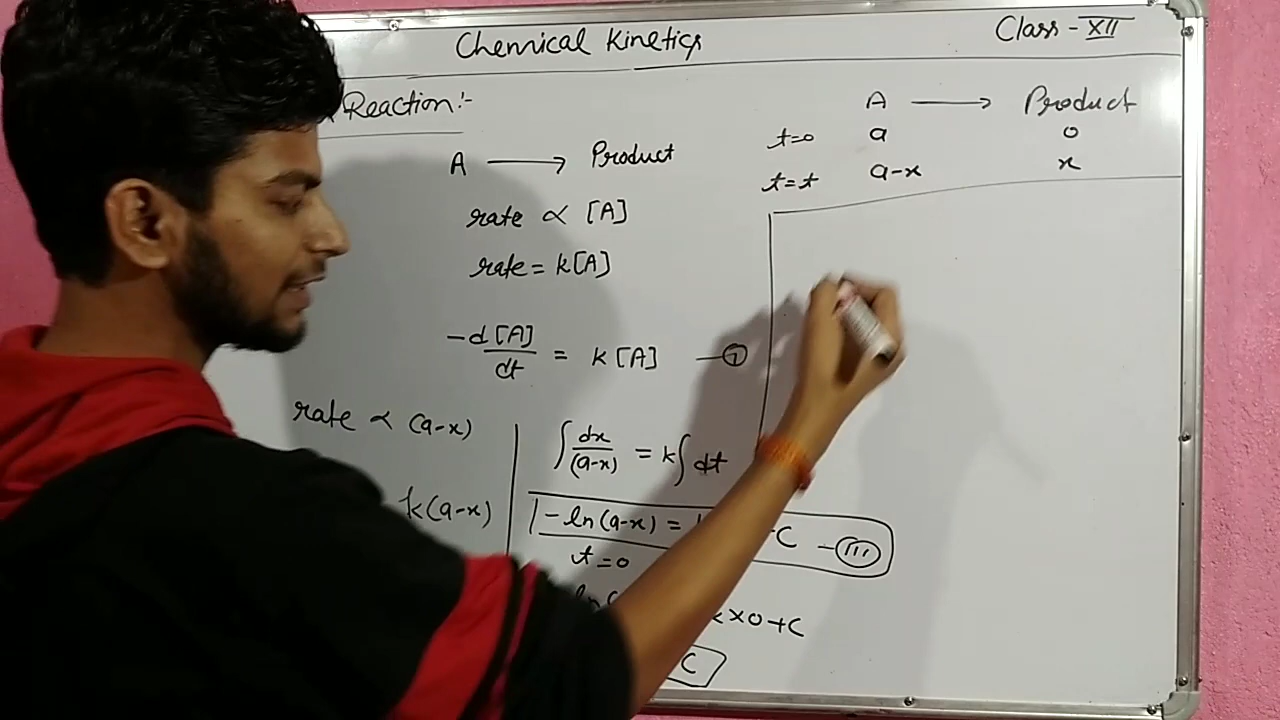 Chemical Kinetics
Class - XII
Reaction:-
A ⟶ Product
rate ∝ [A]
rate = k[A]
-d[A]/dt = k[A] —①
rate ∝ (a-x)
k(a-x)
∫ dx/(a-x) = k∫dt
-ln(a-x) = +C —(III)
t=0
×0+C
C
A ⟶ Product
t=0 a 0
t=t a-x x